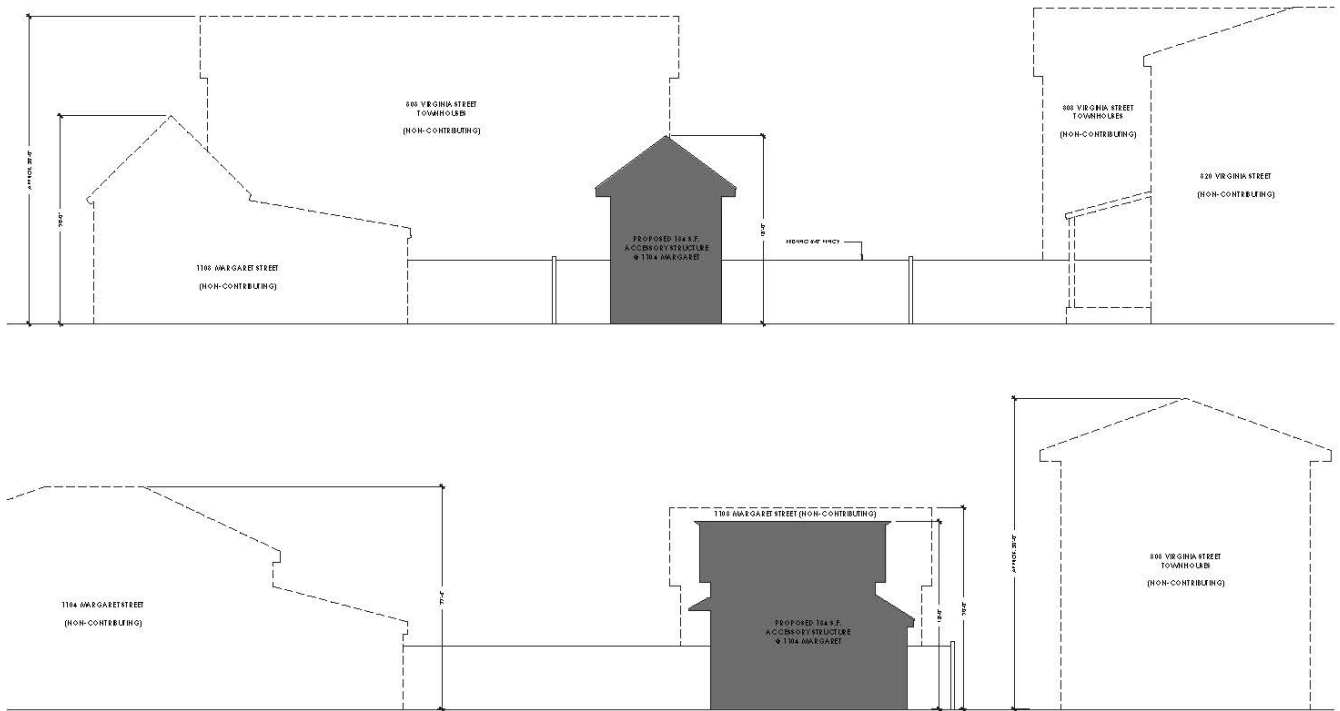 808 VIRGINIA STREET
TOWNHOUSES
(NON-CONTRIBUTING)
808 VIRGINIA STREET
TOWNHOUSES
(NON-CONTRIBUTING)
820 VIRGINIA STREET
(NON-CONTRIBUTING)
PROPOSED 184 S.F.
ACCESSORY STRUCTURE
@ 1104 MARGARET
1108 MARGARET STREET
(NON-CONTRIBUTING)
1108 MARGARET STREET (NON-CONTRIBUTING)
808 VIRGINIA STREET
TOWNHOUSES
(NON-CONTRIBUTING)
1104 MARGARET STREET
(NON-CONTRIBUTING)
PROPOSED 184 S.F.
ACCESSORY STRUCTURE
@ 1104 MARGARET